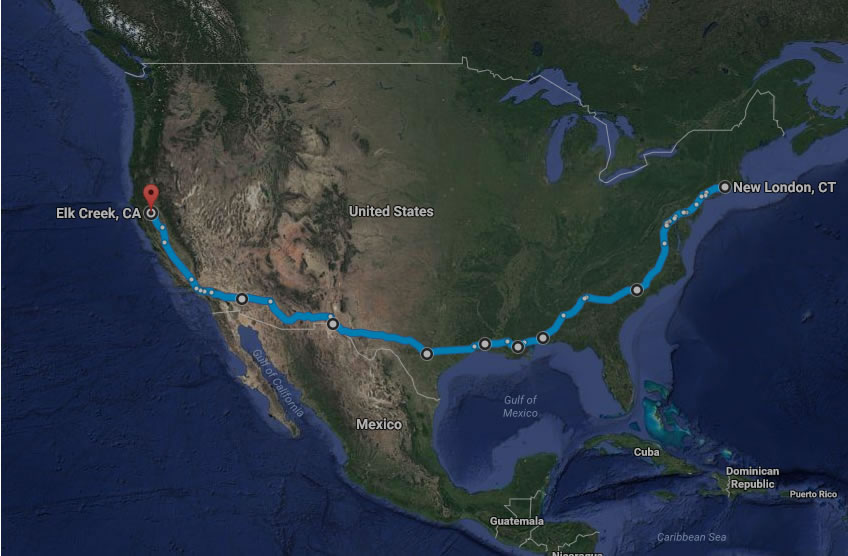 New London, CT
Elk Creek, CA
United States
Gulf of
California
Gulf of
Mexico
Mexico
Cuba
Dominican
Republic
Puerto Rico
Guatemala
Caribbean Sea
Nicaragua